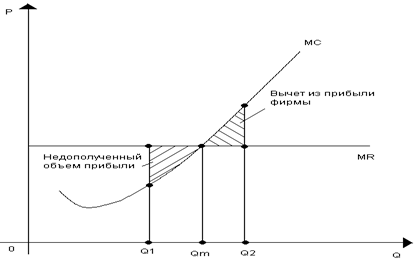 P
MC
Вычет из прибыли
фирмы
Недополученный
объем прибыли
MR
0
Q1
Qm
Q2
Q